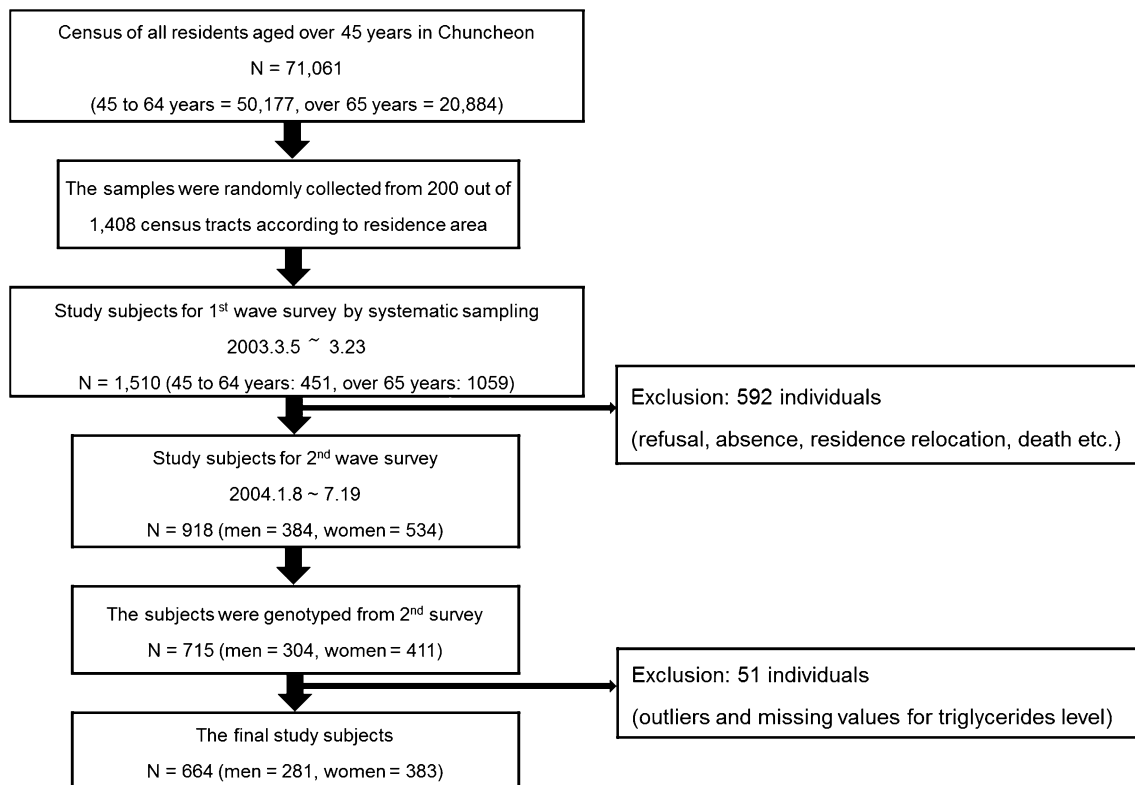 Census of all residents aged over 45 years in Chuncheon
N = 71,061
(45 to 64 years = 50,177, over 65 years = 20,884)
The samples were randomly collected from 200 out of
1,408 census tracts according to residence area
Study subjects for 1st wave survey by systematic sampling
2003.3.5 ~ 3.23
N = 1,510 (45 to 64 years: 451, over 65 years: 1059)
Exclusion: 592 individuals
(refusal, absence, residence relocation, death etc.)
Study subjects for 2nd wave survey
2004.1.8 ~ 7.19
N = 918 (men = 384, women = 534)
The subjects were genotyped from 2nd survey
N = 715 (men = 304, women = 411)
Exclusion: 51 individuals
(outliers and missing values for triglycerides level)
The final study subjects
N = 664 (men = 281, women = 383)